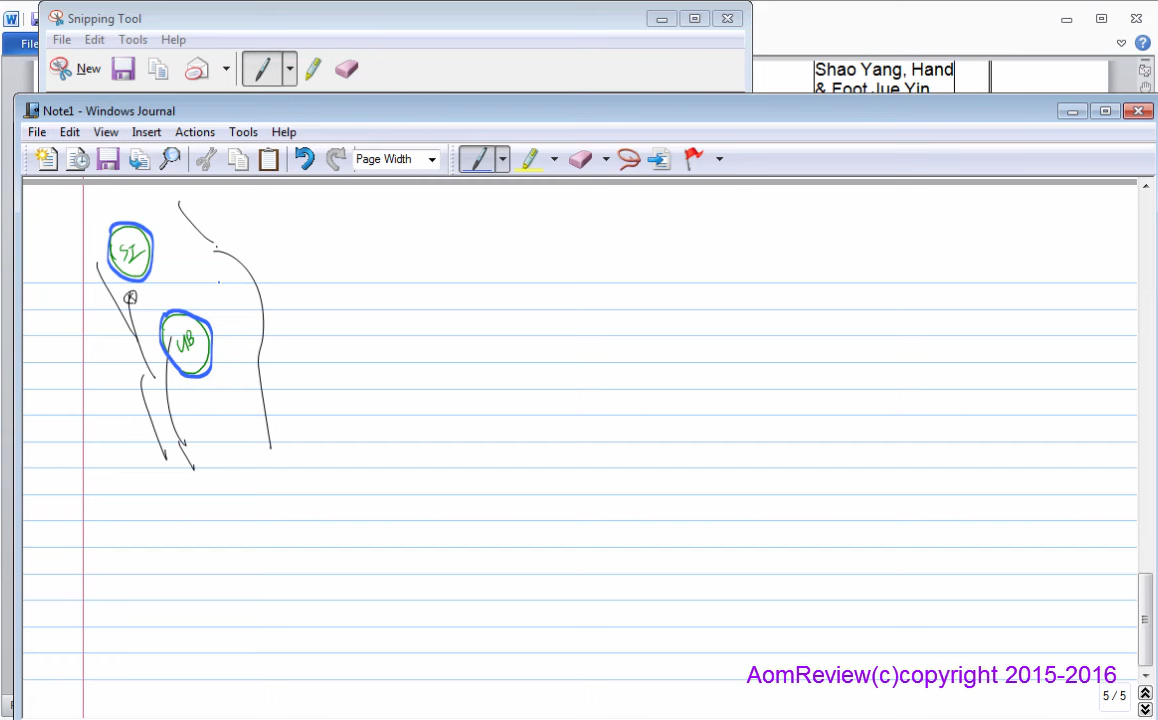 Snipping Tool
File Edit Tools Help
New
File
Shao Yang, Hand
& Foot Jue Yin
Note1 - Windows Journal
File Edit View Insert Actions Tools Help
Page Width
SI
UB
AomReview(c)copyright 2015-2016
5 / 5